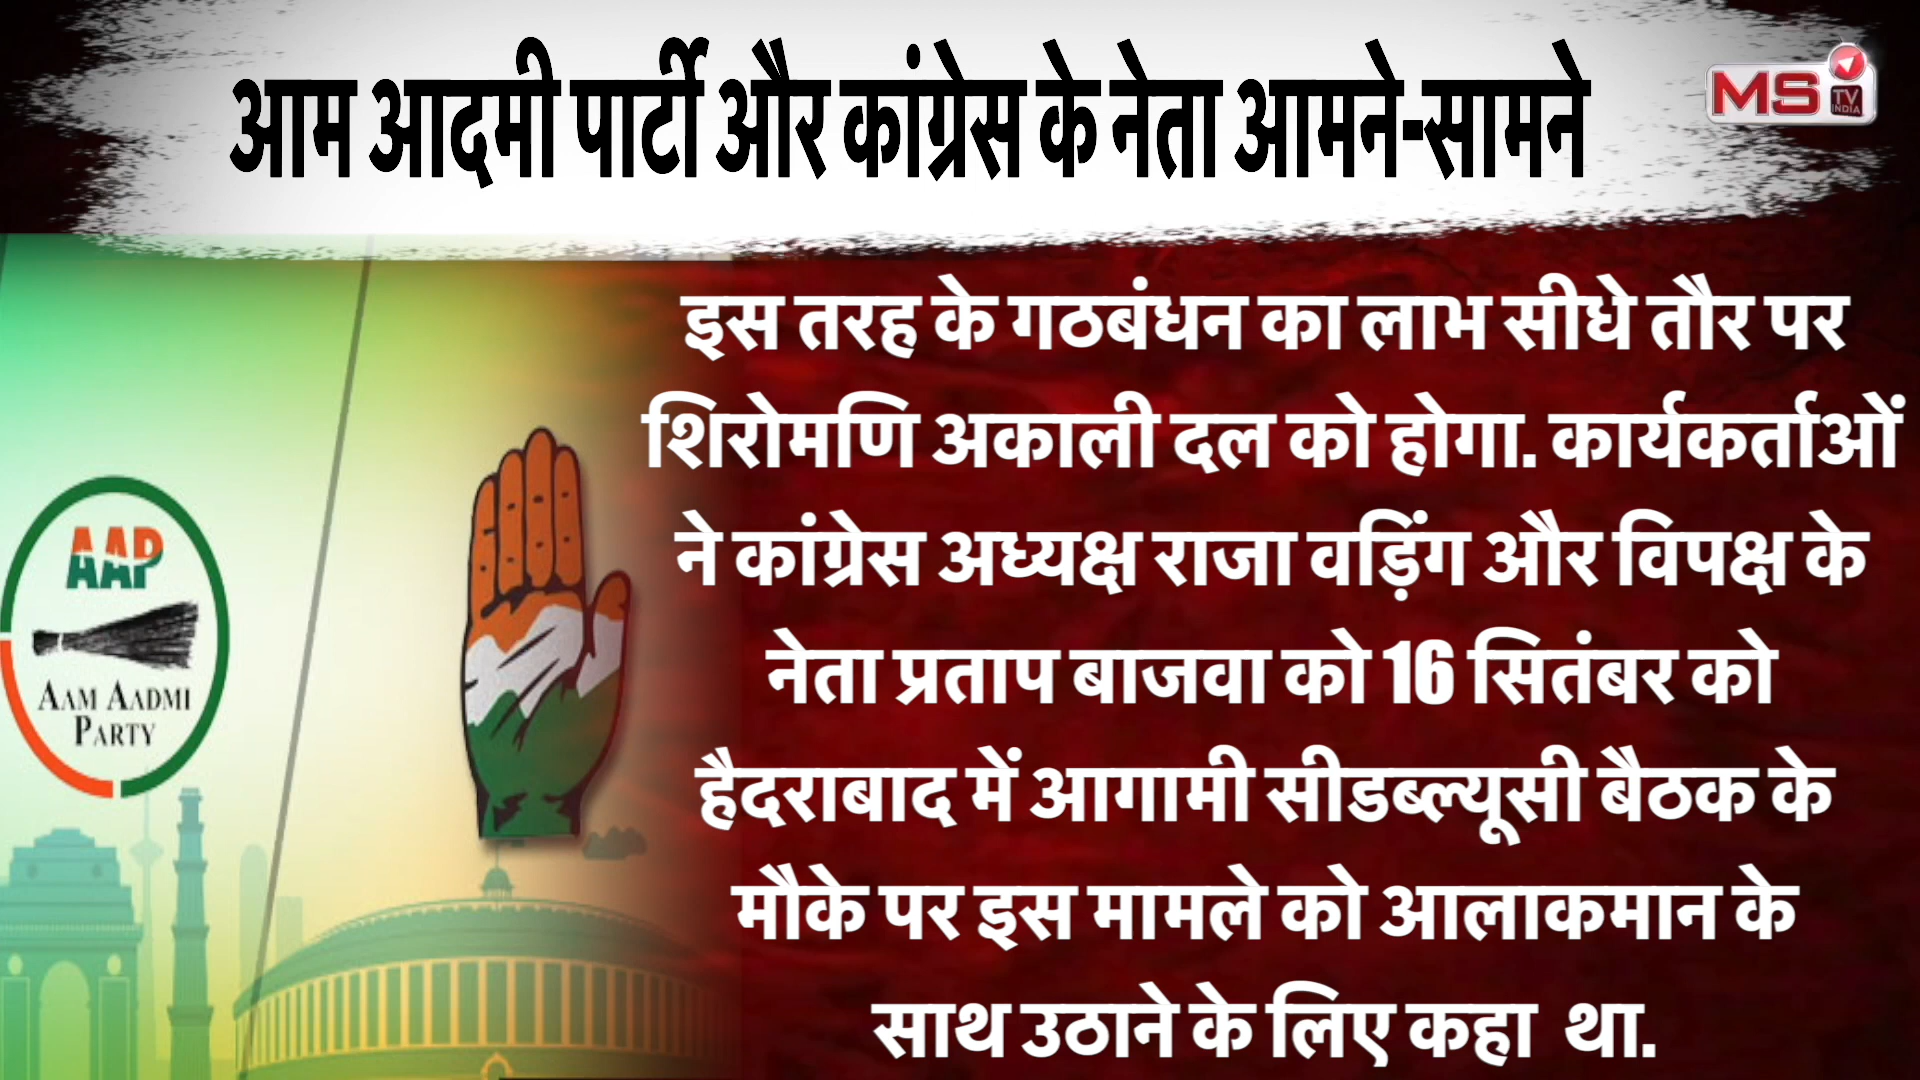 आम आदमी पार्टी और कांग्रेस के नेता आमने-सामने
MS
TV
INDIA
इस तरह के गठबंधन का लाभ सीधे तौर पर
शिरोमणि अकाली दल को होगा. कार्यकर्ताओं
ने कांग्रेस अध्यक्ष राजा वड़िंग और विपक्ष के
नेता प्रताप बाजवा को 16 सितंबर को
हैदराबाद में आगामी सीडब्ल्यूसी बैठक के
मौके पर इस मामले को आलाकमान के
साथ उठाने के लिए कहा था.
AAP
AAM AADMI
PARTY